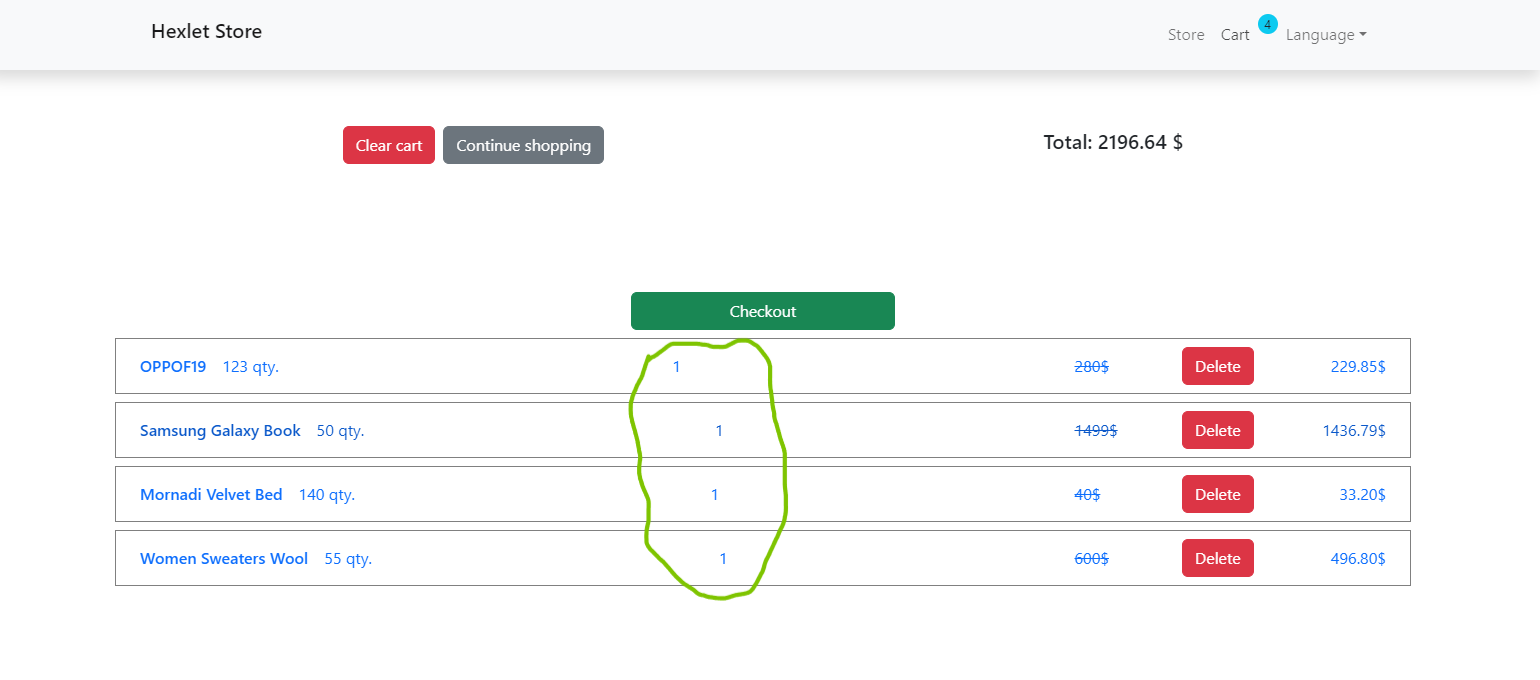 Hexlet Store
Store Cart 4 Language
Clear cart Continue shopping Total: 2196.64 $
Checkout
OPPOF19 123 qty. 1 280$ Delete 229.85$
Samsung Galaxy Book 50 qty. 1 1499$ Delete 1436.79$
Mornadi Velvet Bed 140 qty. 1 40$ Delete 33.20$
Women Sweaters Wool 55 qty. 1 600$ Delete 496.80$